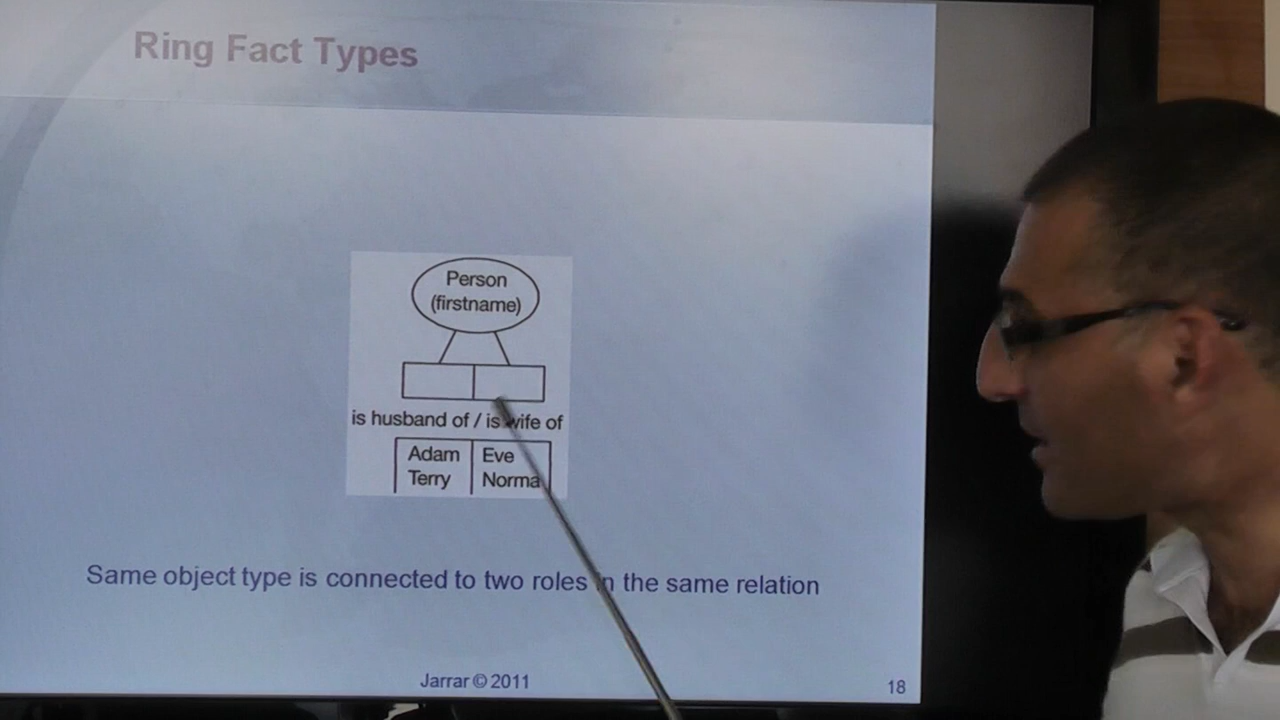 Ring Fact Types
Person
(firstname)
is husband of / is wife of
Adam Eve
Terry Norma
Same object type is connected to two roles in the same relation
Jarrar © 2011
18